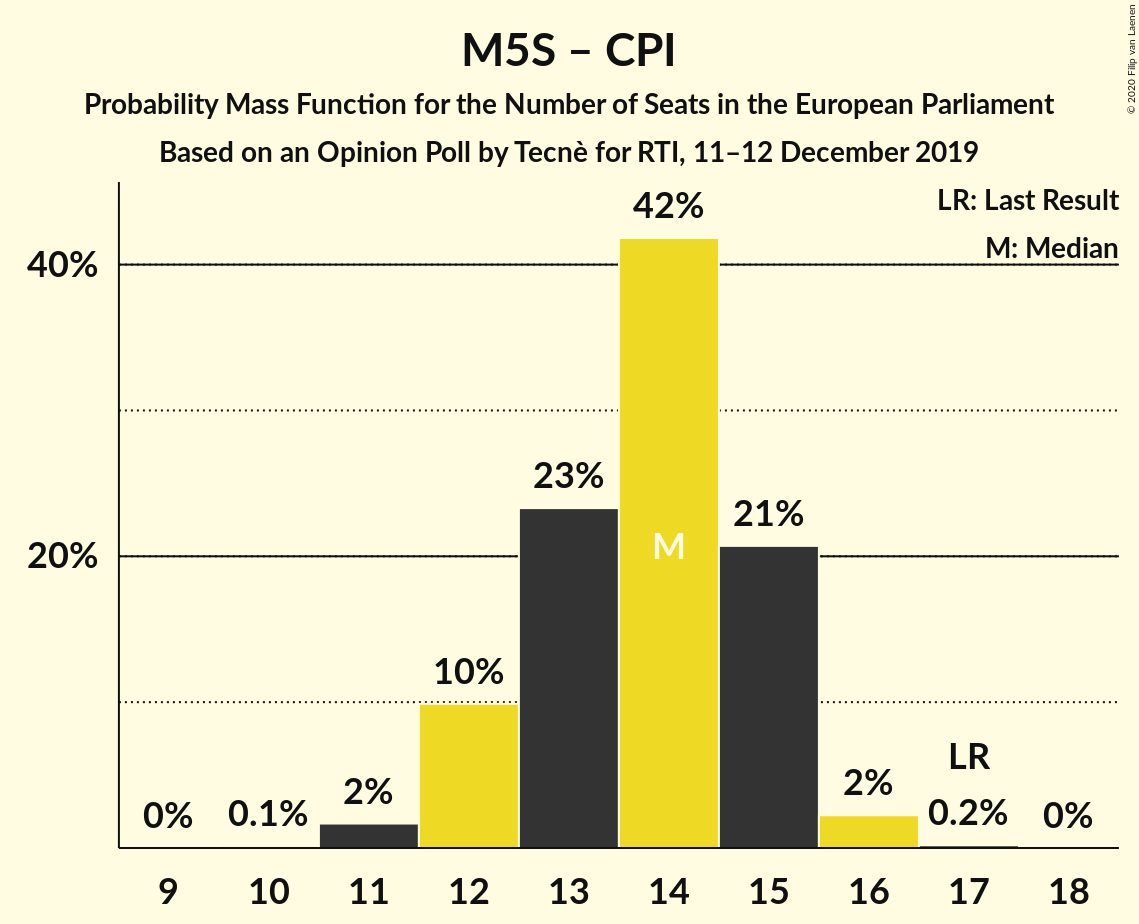 M5S – CPI
Probability Mass Function for the Number of Seats in the European Parliament
Based on an Opinion Poll by Tecnè for RTI, 11–12 December 2019
© 2020 Filip van Laenen
LR: Last Result
M: Median
40%
20%
0%
0.1%
2%
10%
23%
42%
M
21%
2%
LR
0.2%
0%
9 10 11 12 13 14 15 16 17 18